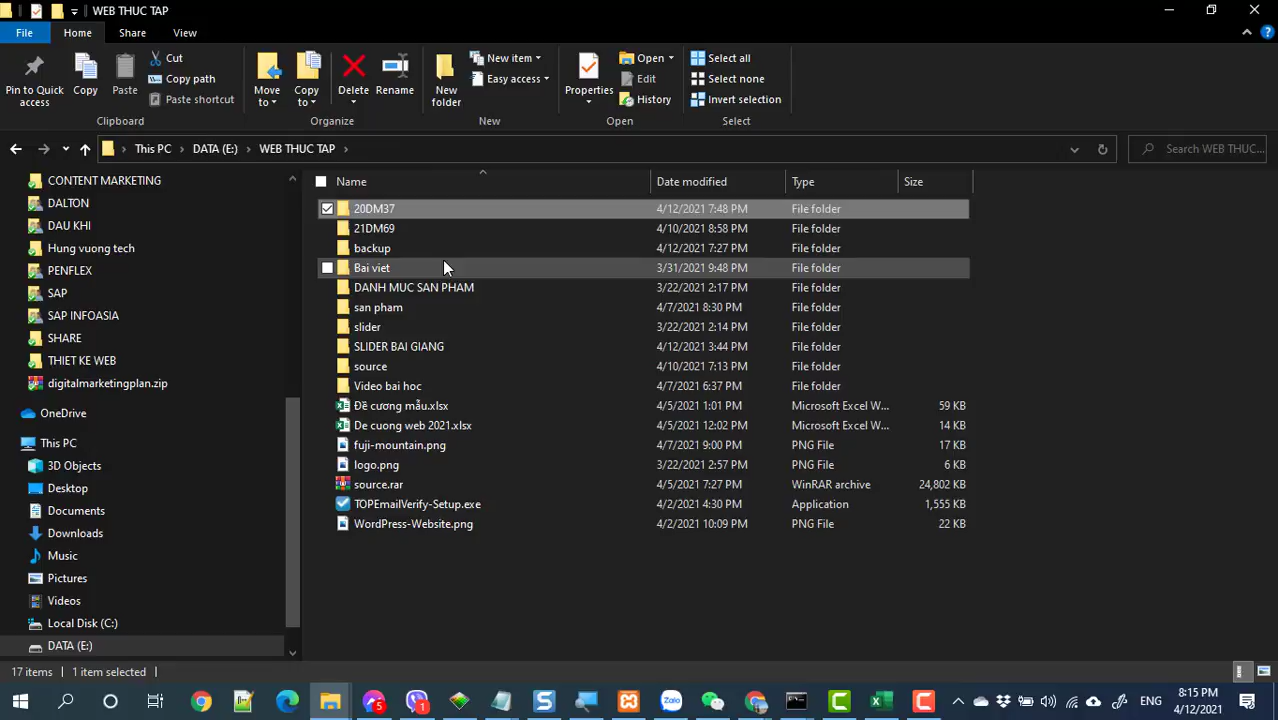 WEB THUC TAP
File
Home
Share
View
Pin to Quick access
Copy
Paste
Cut
Copy path
Paste shortcut
Clipboard
Move to
Copy to
Delete
Rename
Organize
New folder
New item
Easy access
New
Properties
Open
Edit
History
Open
Select all
Select none
Invert selection
Select
This PC
DATA (E:)
WEB THUC TAP
Search WEB THUC...
CONTENT MARKETING
DALTON
DAU KHI
Hung vuong tech
PENFLEX
SAP
SAP INFOASIA
SHARE
THIET KE WEB
digitalmarketingplan.zip
OneDrive
This PC
3D Objects
Desktop
Documents
Downloads
Music
Pictures
Videos
Local Disk (C:)
DATA (E:)
Name Date modified Type Size
20DM37 4/12/2021 7:48 PM File folder
21DM69 4/10/2021 8:58 PM File folder
backup 4/12/2021 7:27 PM File folder
Bai viet 3/31/2021 9:48 PM File folder
DANH MUC SAN PHAM 3/22/2021 2:17 PM File folder
san pham 4/7/2021 8:30 PM File folder
slider 3/22/2021 2:14 PM File folder
SLIDER BAI GIANG 4/12/2021 3:44 PM File folder
source 4/10/2021 7:13 PM File folder
Video bai hoc 4/7/2021 6:37 PM File folder
Đề cương mẫu.xlsx 4/5/2021 1:01 PM Microsoft Excel W... 59 KB
De cuong web 2021.xlsx 4/5/2021 12:02 PM Microsoft Excel W... 14 KB
fuji-mountain.png 4/7/2021 9:00 PM PNG File 17 KB
logo.png 3/22/2021 2:57 PM PNG File 6 KB
source.rar 4/5/2021 7:27 PM WinRAR archive 24,802 KB
TOPEmailVerify-Setup.exe 4/2/2021 4:30 PM Application 1,555 KB
WordPress-Website.png 4/2/2021 10:09 PM PNG File 22 KB
17 items 1 item selected
5
1
Zalo
ENG
8:15 PM
4/12/2021